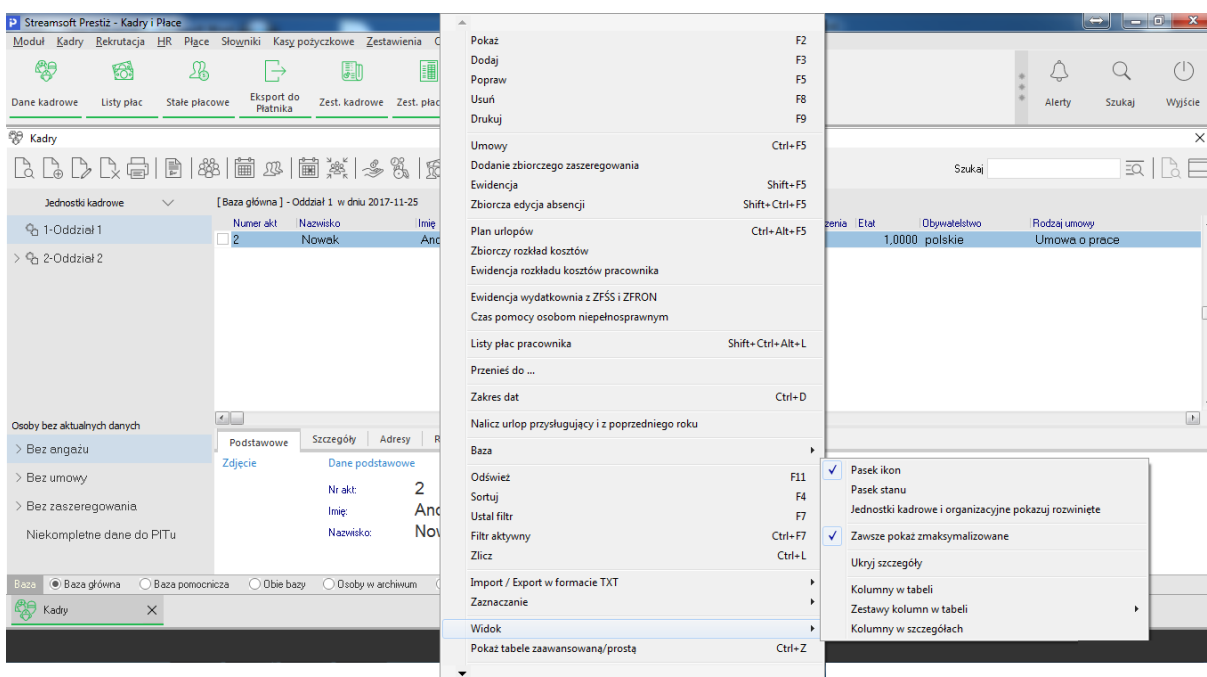 Streamsoft Prestiż - Kadry i Płace
Moduł Kadry Rekrutacja HR Płace Słowniki Kasy pożyczkowe Zestawienia
Dane kadrowe Listy płac Stałe płacowe Eksport do Płatnika Zest. kadrowe Zest. płac Alerty Szukaj Wyjście
Kadry
Szukaj
Jednostki kadrowe
[ Baza główna ] - Oddział 1 w dniu 2017-11-25
1-Oddział 1
2-Oddział 2
Numer akt Nazwisko Imię Etat Obywatelstwo Rodzaj umowy
2 Nowak 1,0000 polskie Umowa o prace
Osoby bez aktualnych danych
Bez angażu
Bez umowy
Bez zaszeregowania
Niekompletne dane do PITu
Podstawowe Szczegóły Adresy
Zdjęcie Dane podstawowe
Nr akt: 2
Imię:
Nazwisko:
Baza Baza główna Baza pomocnicza Obie bazy Osoby w archiwum
Kadry
Pokaż F2
Dodaj F3
Popraw F5
Usuń F8
Drukuj F9
Umowy Ctrl+F5
Dodanie zbiorczego zaszeregowania
Ewidencja Shift+F5
Zbiorcza edycja absencji Shift+Ctrl+F5
Plan urlopów Ctrl+Alt+F5
Zbiorczy rozkład kosztów
Ewidencja rozkładu kosztów pracownika
Ewidencja wydatkownia z ZFŚS i ZFRON
Czas pomocy osobom niepełnosprawnym
Listy płac pracownika Shift+Ctrl+Alt+L
Przenieś do ...
Zakres dat Ctrl+D
Nalicz urlop przysługujący i z poprzedniego roku
Baza
Odśwież F11
Sortuj F4
Ustal filtr F7
Filtr aktywny Ctrl+F7
Zlicz Ctrl+L
Import / Export w formacie TXT
Zaznaczanie
Widok
Pokaż tabele zaawansowaną/prostą Ctrl+Z
Pasek ikon
Pasek stanu
Jednostki kadrowe i organizacyjne pokazuj rozwinięte
Zawsze pokaż zmaksymalizowane
Ukryj szczegóły
Kolumny w tabeli
Zestawy kolumn w tabeli
Kolumny w szczegółach